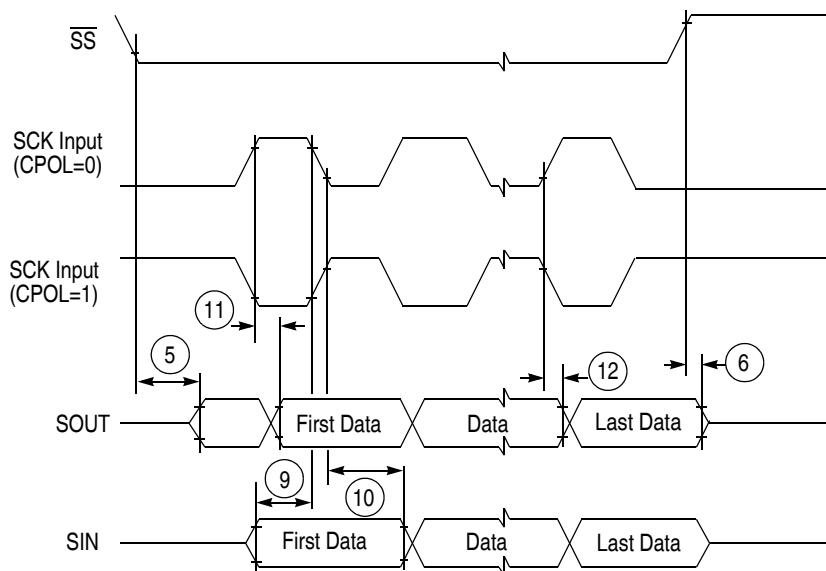 SS
SCK Input
(CPOL=0)
SCK Input
(CPOL=1)
11
5
12
6
SOUT
First Data
Data
Last Data
9
10
SIN
First Data
Data
Last Data